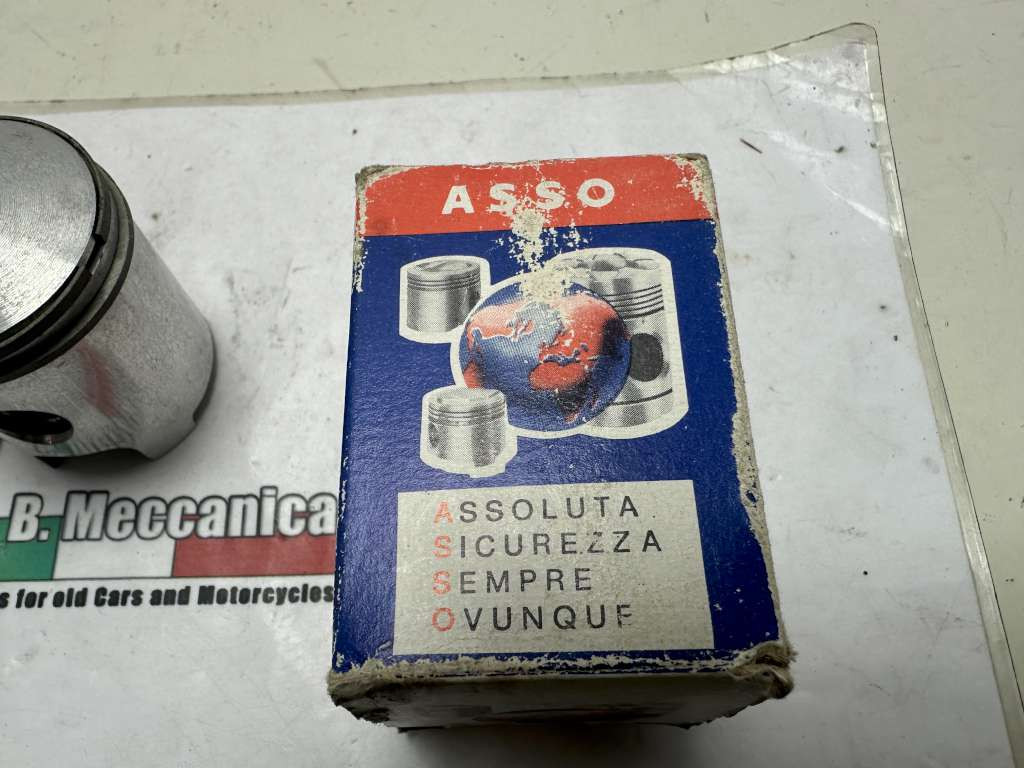 ASSO
ASSOLUTA
SICUREZZA
SEMPRE
OVUNQUE
B. Meccanica
for old Cars and Motorcycles